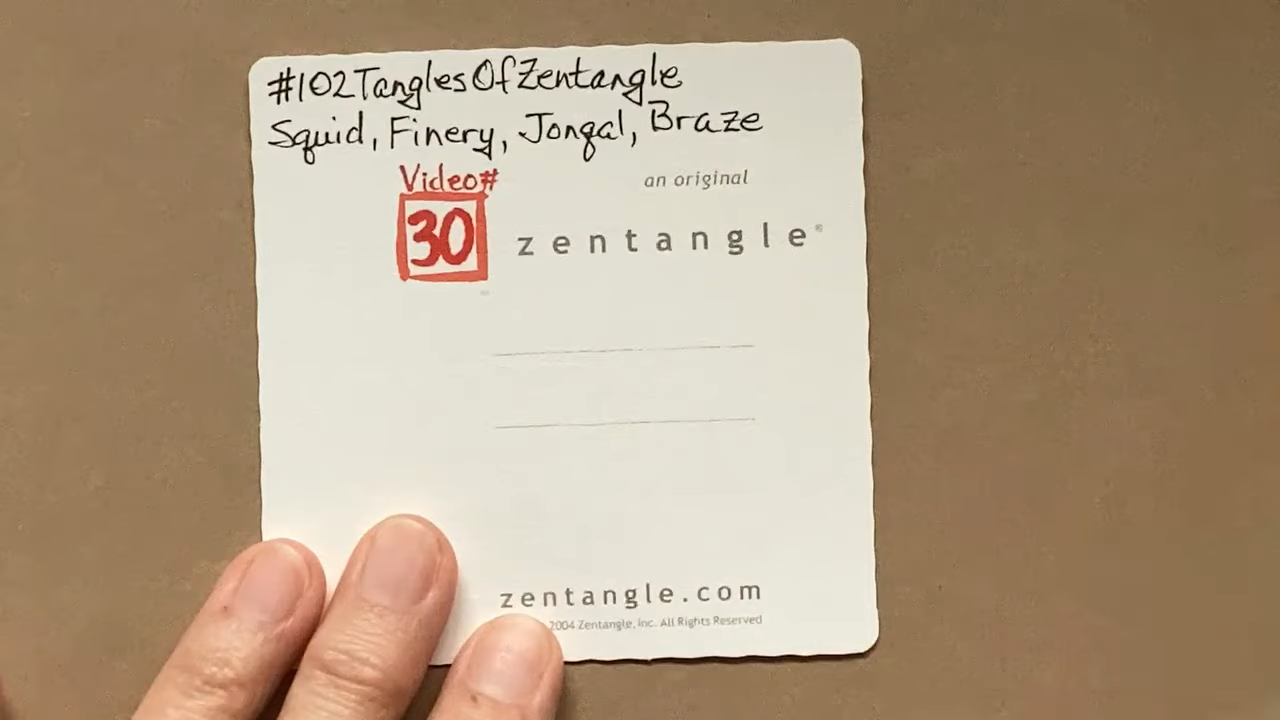 #102TanglesOfZentangle
Squid, Finery, Jonqal, Braze
Video#
an original
30
zentangle®
zentangle.com
2004 Zentangle, Inc. All Rights Reserved